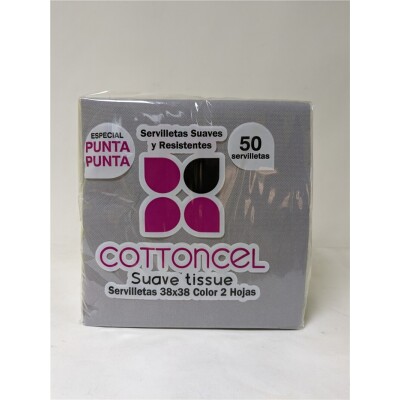 ESPECIAL
PUNTA
PUNTA
Servilletas Suaves
y Resistentes
50
servilletas
COTTONCEL
Suave tissue
Servilletas 38x38 Color 2 Hojas